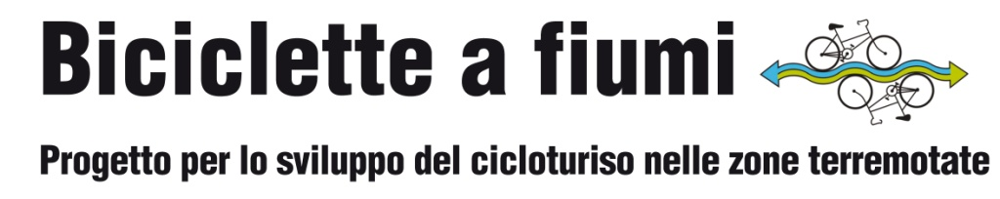 Biciclette a fiumi
Progetto per lo sviluppo del cicloturiso nelle zone terremotate